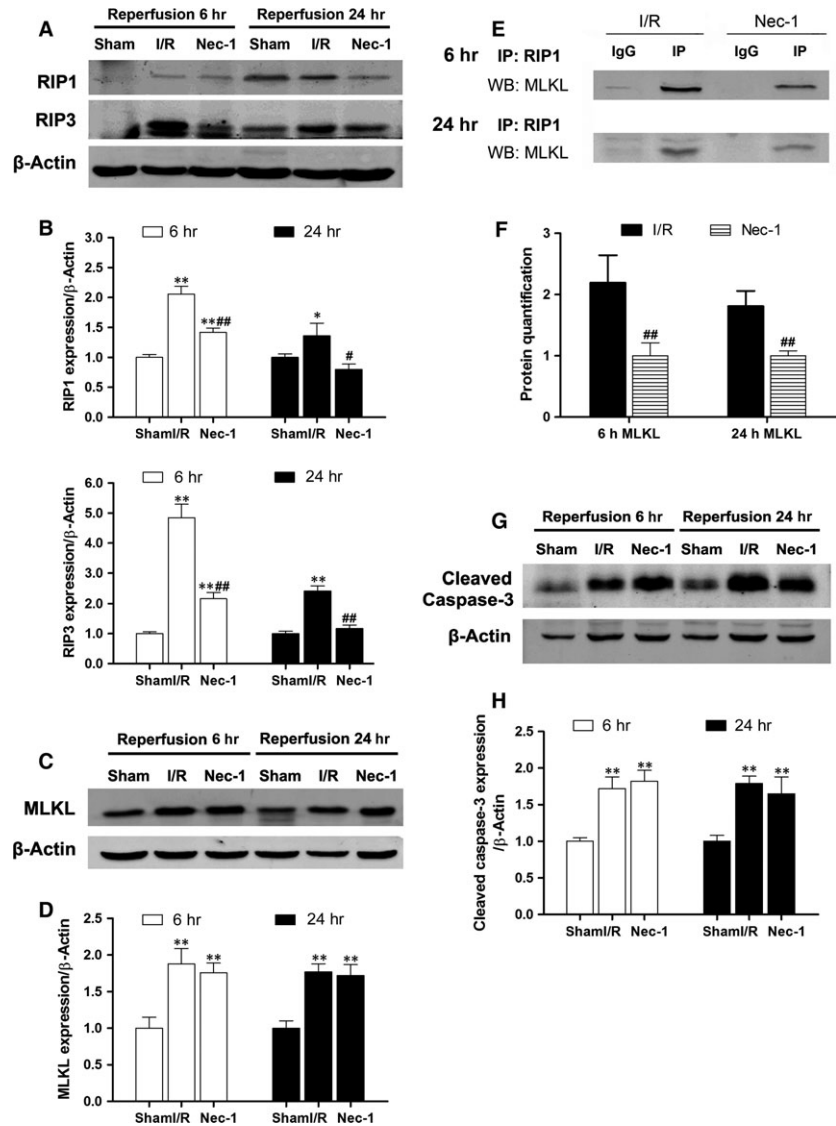 A
Reperfusion 6 hr Reperfusion 24 hr
Sham I/R Nec-1 Sham I/R Nec-1
RIP1
RIP3
β-Actin
B
6 hr 24 hr
RIP1 expression/β-Actin
3.0
2.5
2.0
1.5
1.0
0.5
0.0
** **## * #
ShamI/R Nec-1 ShamI/R Nec-1
6 hr 24 hr
RIP3 expression/β-Actin
6.0
5.0
4.0
3.0
2.0
1.0
0.0
** **## ** ##
ShamI/R Nec-1 ShamI/R Nec-1
C
Reperfusion 6 hr Reperfusion 24 hr
Sham I/R Nec-1 Sham I/R Nec-1
MLKL
β-Actin
D
6 hr 24 hr
MLKL expression/β-Actin
2.5
2.0
1.5
1.0
0.5
0.0
** ** ** **
ShamI/R Nec-1 ShamI/R Nec-1
E
I/R Nec-1
IgG IP IgG IP
6 hr IP: RIP1
WB: MLKL
24 hr IP: RIP1
WB: MLKL
F
I/R Nec-1
Protein quantification
3
2
1
0
## ##
6 h MLKL 24 h MLKL
G
Reperfusion 6 hr Reperfusion 24 hr
Sham I/R Nec-1 Sham I/R Nec-1
Cleaved
Caspase-3
β-Actin
H
6 hr 24 hr
Cleaved caspase-3 expression
/β-Actin
2.5
2.0
1.5
1.0
0.5
0.0
** ** ** **
ShamI/R Nec-1 ShamI/R Nec-1